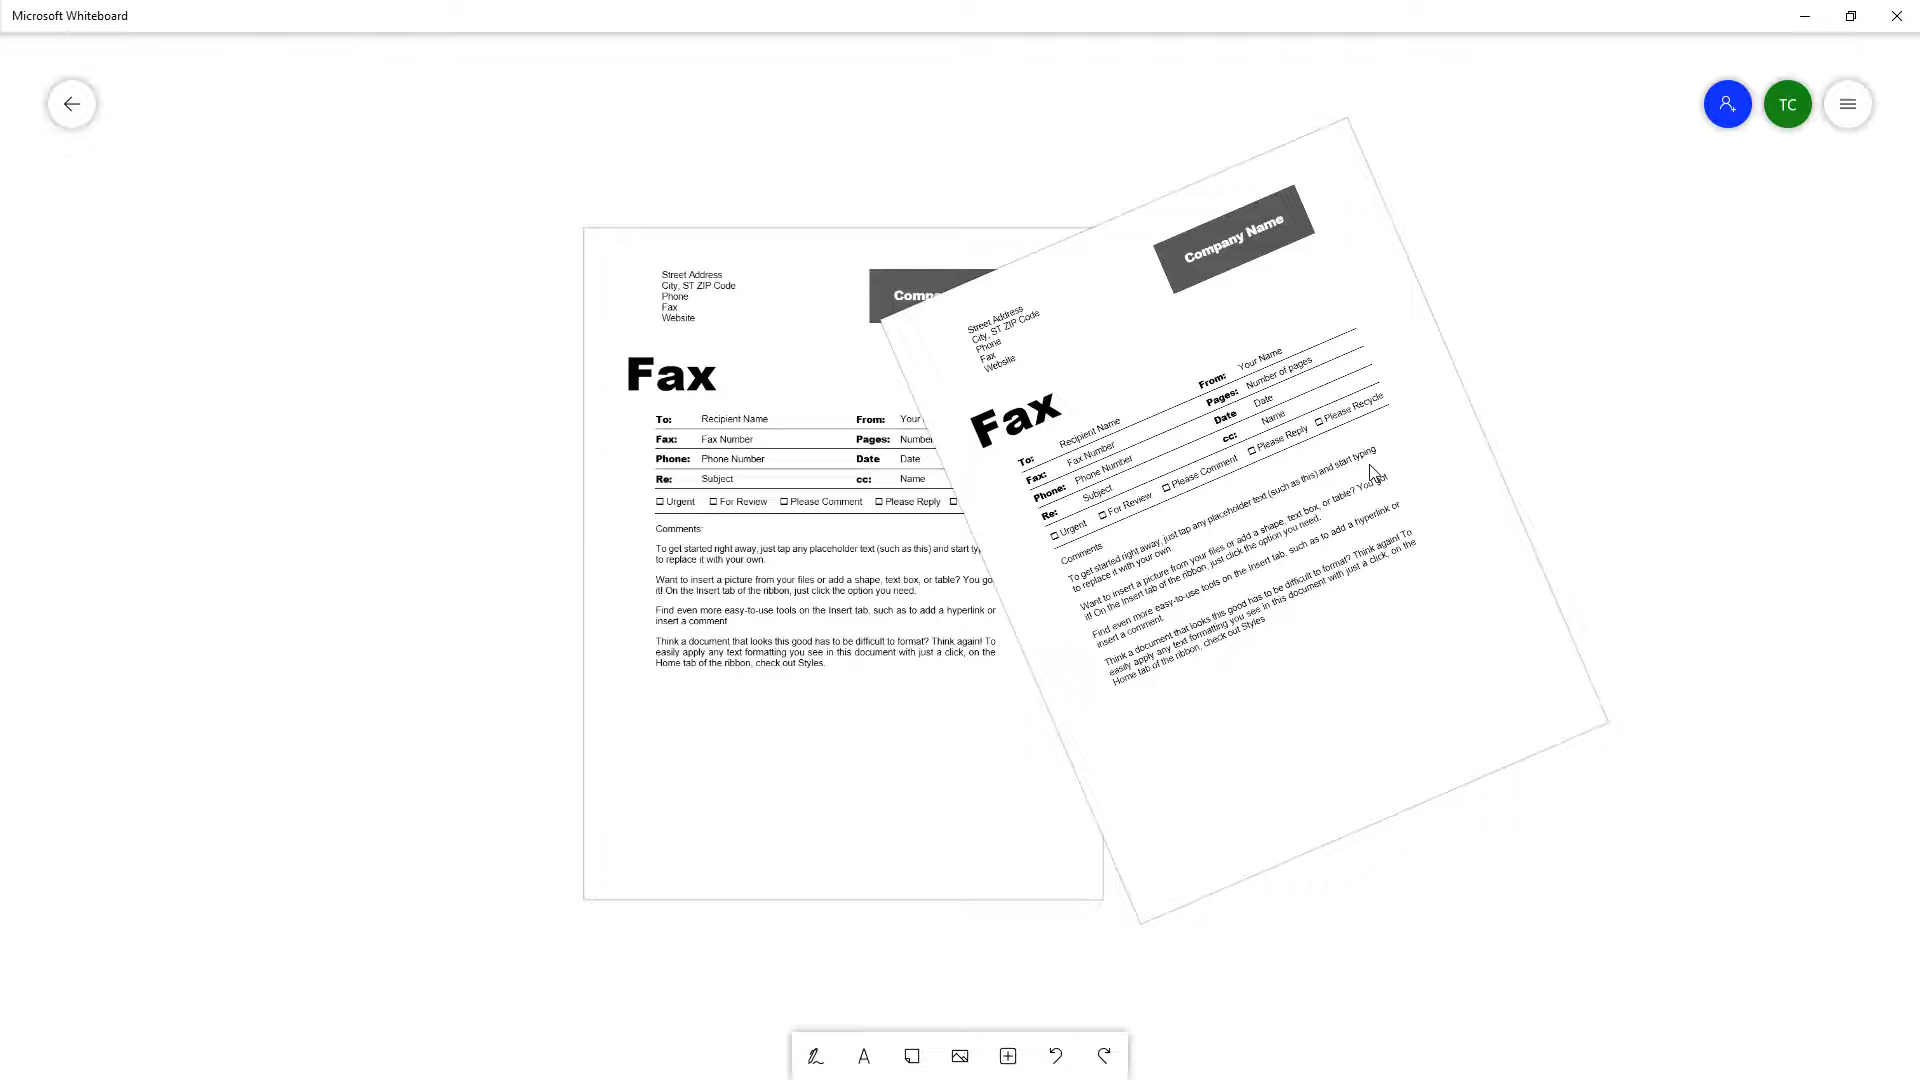 Microsoft Whiteboard
TC
Street Address
City, ST ZIP Code
Phone
Fax
Website
Fax
To: Recipient Name From: Your
Fax: Fax Number Pages:
Phone: Phone Number Date Date
Re: Subject cc: Name
Urgent For Review Please Comment Please Reply
Comments:
To get started right away, just tap any placeholder text (such as this) and start
to replace it with your own.
Want to insert a picture from your files or add a shape, text box, or table? You
it! On the Insert tab of the ribbon, just click the option you need.
Find even more easy-to-use tools on the Insert tab, such as to add a hyperlink or
insert a comment
Think a document that looks this good has to be difficult to format? Think again! To
easily apply any text formatting you see in this document with just a click, on the
Home tab of the ribbon, check out Styles.
Company Name
Street Address
City, ST ZIP Code
Phone
Fax
Website
Fax
To: Recipient Name From: Your Name
Fax: Fax Number Pages: Number of pages
Phone: Phone Number Date Date
Re: Subject cc: Name
Urgent For Review Please Comment Please Reply Please Recycle
Comments:
To get started right away, just tap any placeholder text (such as this) and start typing
to replace it with your own.
Want to insert a picture from your files or add a shape, text box, or table? You got
it! On the Insert tab of the ribbon, just click the option you need.
Find even more easy-to-use tools on the Insert tab, such as to add a hyperlink or
insert a comment.
Think a document that looks this good has to be difficult to format? Think again! To
easily apply any text formatting you see in this document with just a click, on the
Home tab of the ribbon, check out Styles